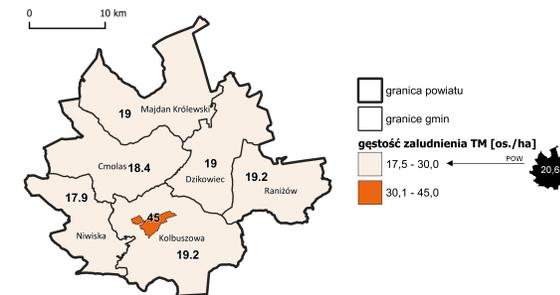 0 10 km
19 Majdan Królewski
Cmolas 18.4
19
Dzikowiec
19.2
Raniżów
17.9
Niwiska
45
Kolbuszowa
19.2
granica powiatu
granice gmin
gęstość zaludnienia TM [os./ha]
17,5 - 30,0
POW
20,6
30,1 - 45,0